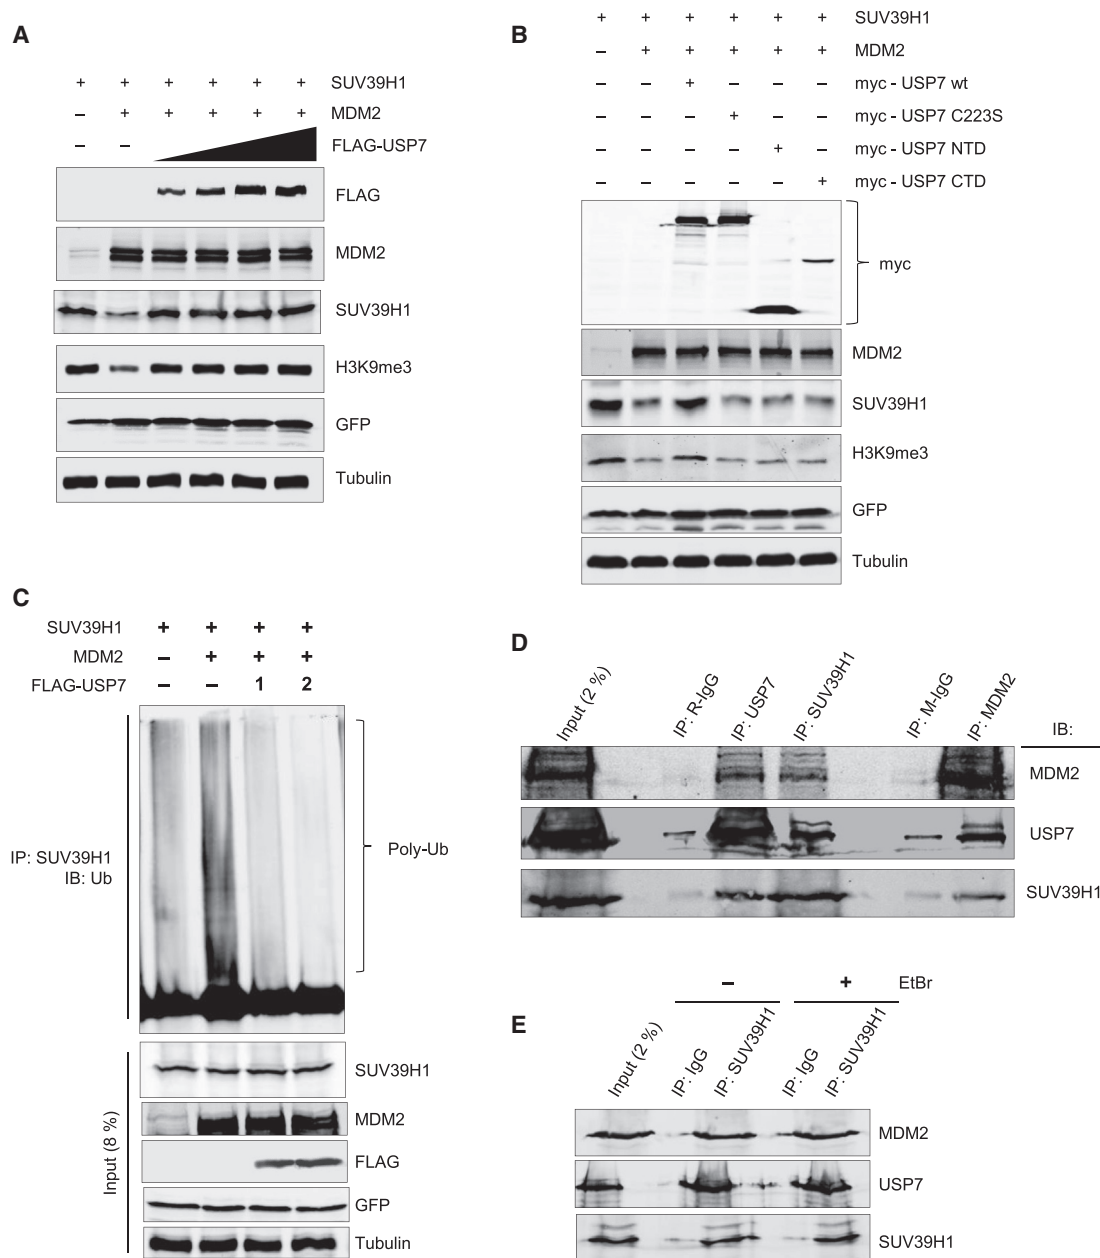 A
+ + + + + + SUV39H1
– + + + + + MDM2
– – FLAG-USP7
FLAG
MDM2
SUV39H1
H3K9me3
GFP
Tubulin
B
+ + + + + + SUV39H1
– + + + + + MDM2
– – + – – – myc - USP7 wt
– – – + – – myc - USP7 C223S
– – – – + – myc - USP7 NTD
– – – – – + myc - USP7 CTD
myc
MDM2
SUV39H1
H3K9me3
GFP
Tubulin
C
SUV39H1 + + + +
MDM2 – + + +
FLAG-USP7 – – 1 2
IP: SUV39H1
IB: Ub
Poly-Ub
Input (8 %)
SUV39H1
MDM2
FLAG
GFP
Tubulin
D
Input (2 %) IP: R-IgG IP: USP7 IP: SUV39H1 IP: M-IgG IP: MDM2 IB:
MDM2
USP7
SUV39H1
E
– + EtBr
Input (2 %) IP: IgG IP: SUV39H1 IP: IgG IP: SUV39H1
MDM2
USP7
SUV39H1